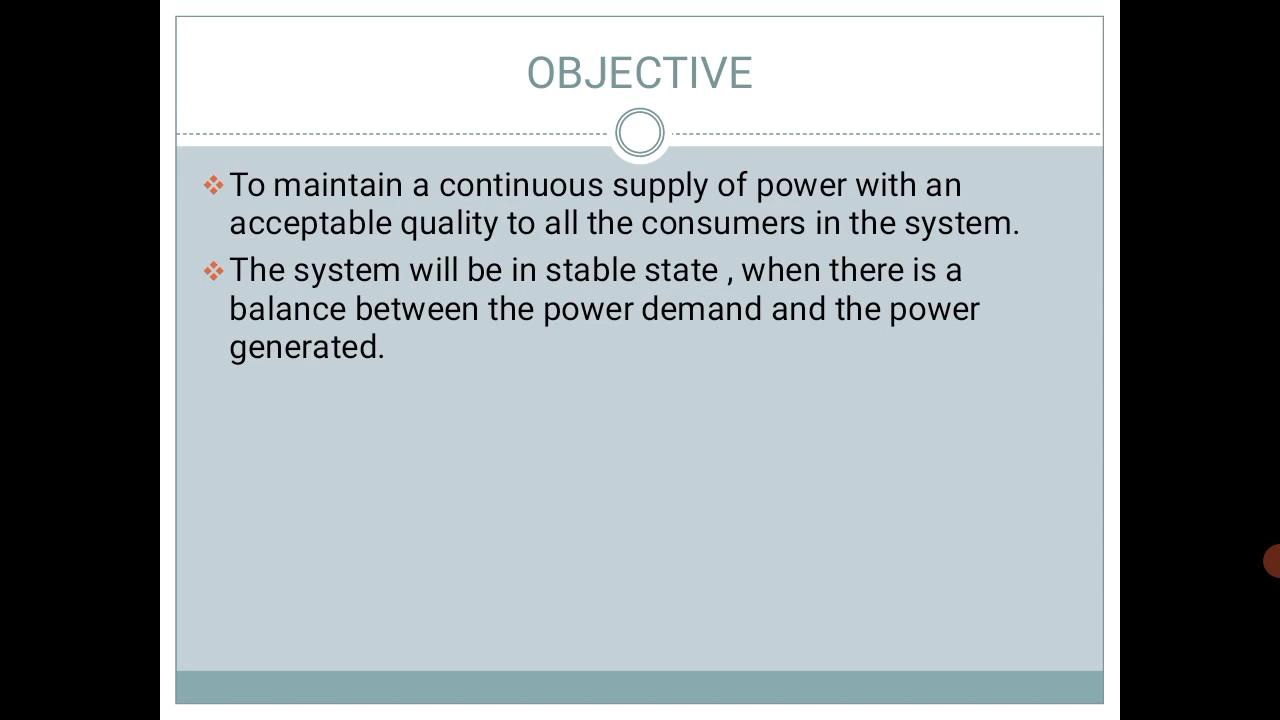 OBJECTIVE
To maintain a continuous supply of power with an
acceptable quality to all the consumers in the system.
The system will be in stable state , when there is a
balance between the power demand and the power
generated.